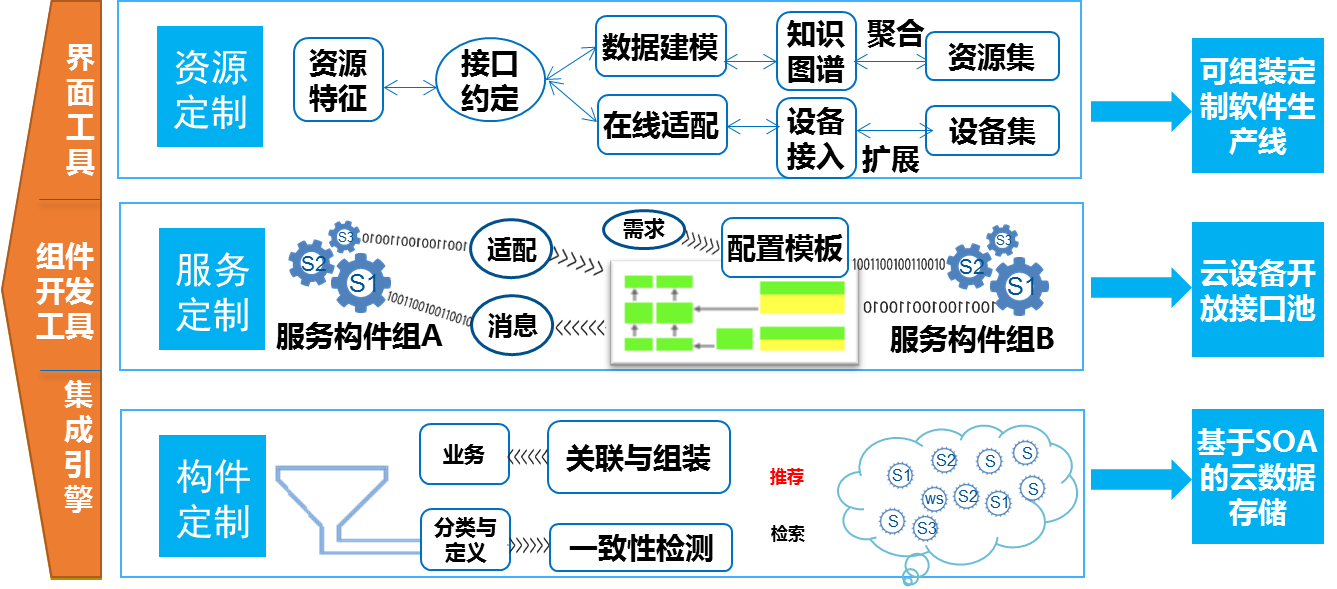 界面工具
组件
开发
工具
集成引擎
资源
定制
资源
特征
接口
约定
数据建模
在线适配
知识
图谱
设备
接入
聚合
扩展
资源集
设备集
可组装定
制软件生
产线
服务
定制
S3
S2
S1
0100110010011001
1001100100110010
服务构件组A
适配
消息
需求
配置模板
1001100100110010
0100110010011001
S3
S2
S1
服务构件组B
云设备开
放接口池
构件
定制
业务
分类与
定义
关联与组装
一致性检测
推荐
检索
S1
S2
S
S
ws
S2
S1
S
S
S3
S
基于SOA
的云数据
存储